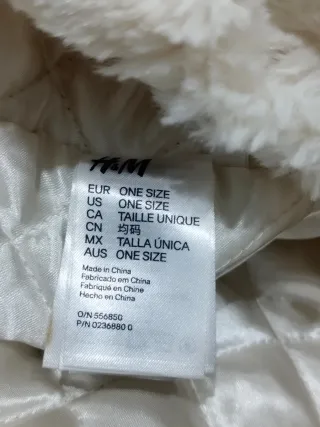 H&M
EUR ONE SIZE
US ONE SIZE
CA TAILLE UNIQUE
CN 均码
MX TALLA ÚNICA
AUS ONE SIZE
Made in China
Fabricado em China
Fabriqué en Chine
Hecho en China
O/N 556850
P/N 0236880 0